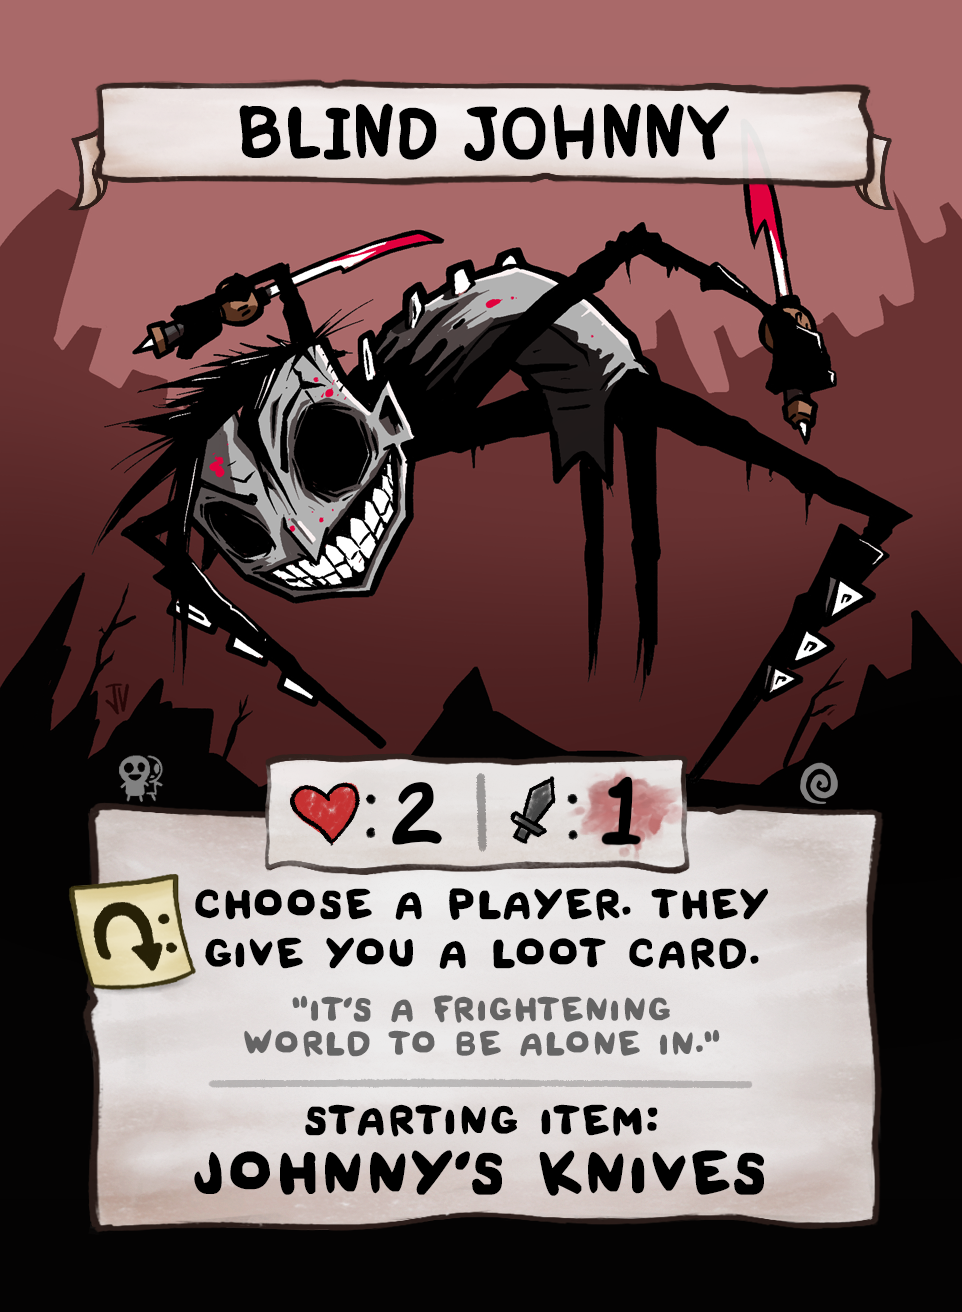 BLIND JOHNNY
JV
:2 :1
CHOOSE A PLAYER. THEY
GIVE YOU A LOOT CARD.
"IT'S A FRIGHTENING
WORLD TO BE ALONE IN."
STARTING ITEM:
JOHNNY'S KNIVES